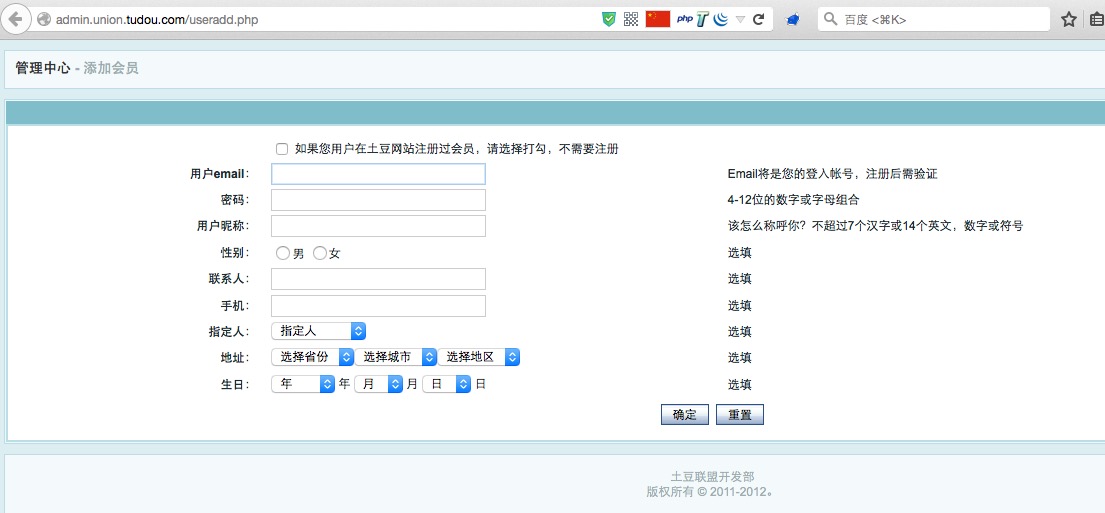 admin.union.tudou.com/useradd.php php T 百度 <⌘K>
管理中心 - 添加会员
如果您用户在土豆网站注册过会员，请选择打勾，不需要注册
用户email： Email将是您的登入帐号，注册后需验证
密码： 4-12位的数字或字母组合
用户昵称： 该怎么称呼你？不超过7个汉字或14个英文，数字或符号
性别： 男 女 选填
联系人： 选填
手机： 选填
指定人： 指定人 选填
地址： 选择省份 选择城市 选择地区 选填
生日： 年 年 月 月 日 日 选填
确定 重置
土豆联盟开发部
版权所有 © 2011-2012。